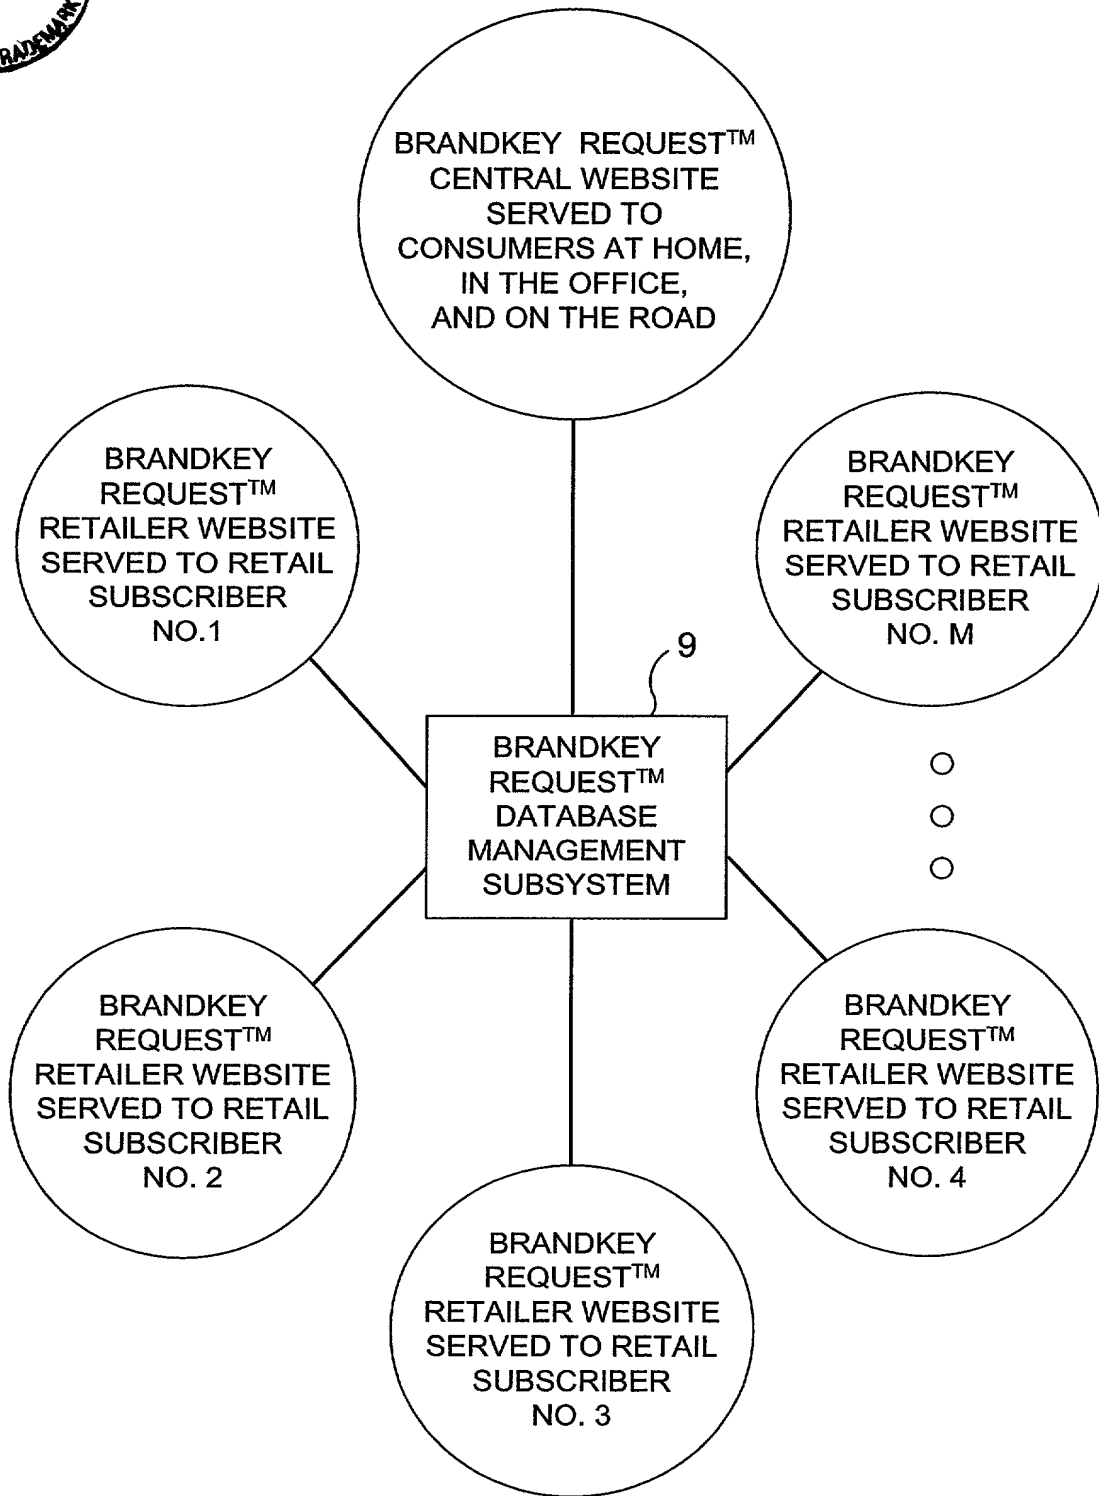 RADEMARK
BRANDKEY REQUEST™
CENTRAL WEBSITE
SERVED TO
CONSUMERS AT HOME,
IN THE OFFICE,
AND ON THE ROAD
BRANDKEY
REQUEST™
RETAILER WEBSITE
SERVED TO RETAIL
SUBSCRIBER
NO.1
BRANDKEY
REQUEST™
RETAILER WEBSITE
SERVED TO RETAIL
SUBSCRIBER
NO. M
9
BRANDKEY
REQUEST™
DATABASE
MANAGEMENT
SUBSYSTEM
BRANDKEY
REQUEST™
RETAILER WEBSITE
SERVED TO RETAIL
SUBSCRIBER
NO. 2
BRANDKEY
REQUEST™
RETAILER WEBSITE
SERVED TO RETAIL
SUBSCRIBER
NO. 4
BRANDKEY
REQUEST™
RETAILER WEBSITE
SERVED TO RETAIL
SUBSCRIBER
NO. 3